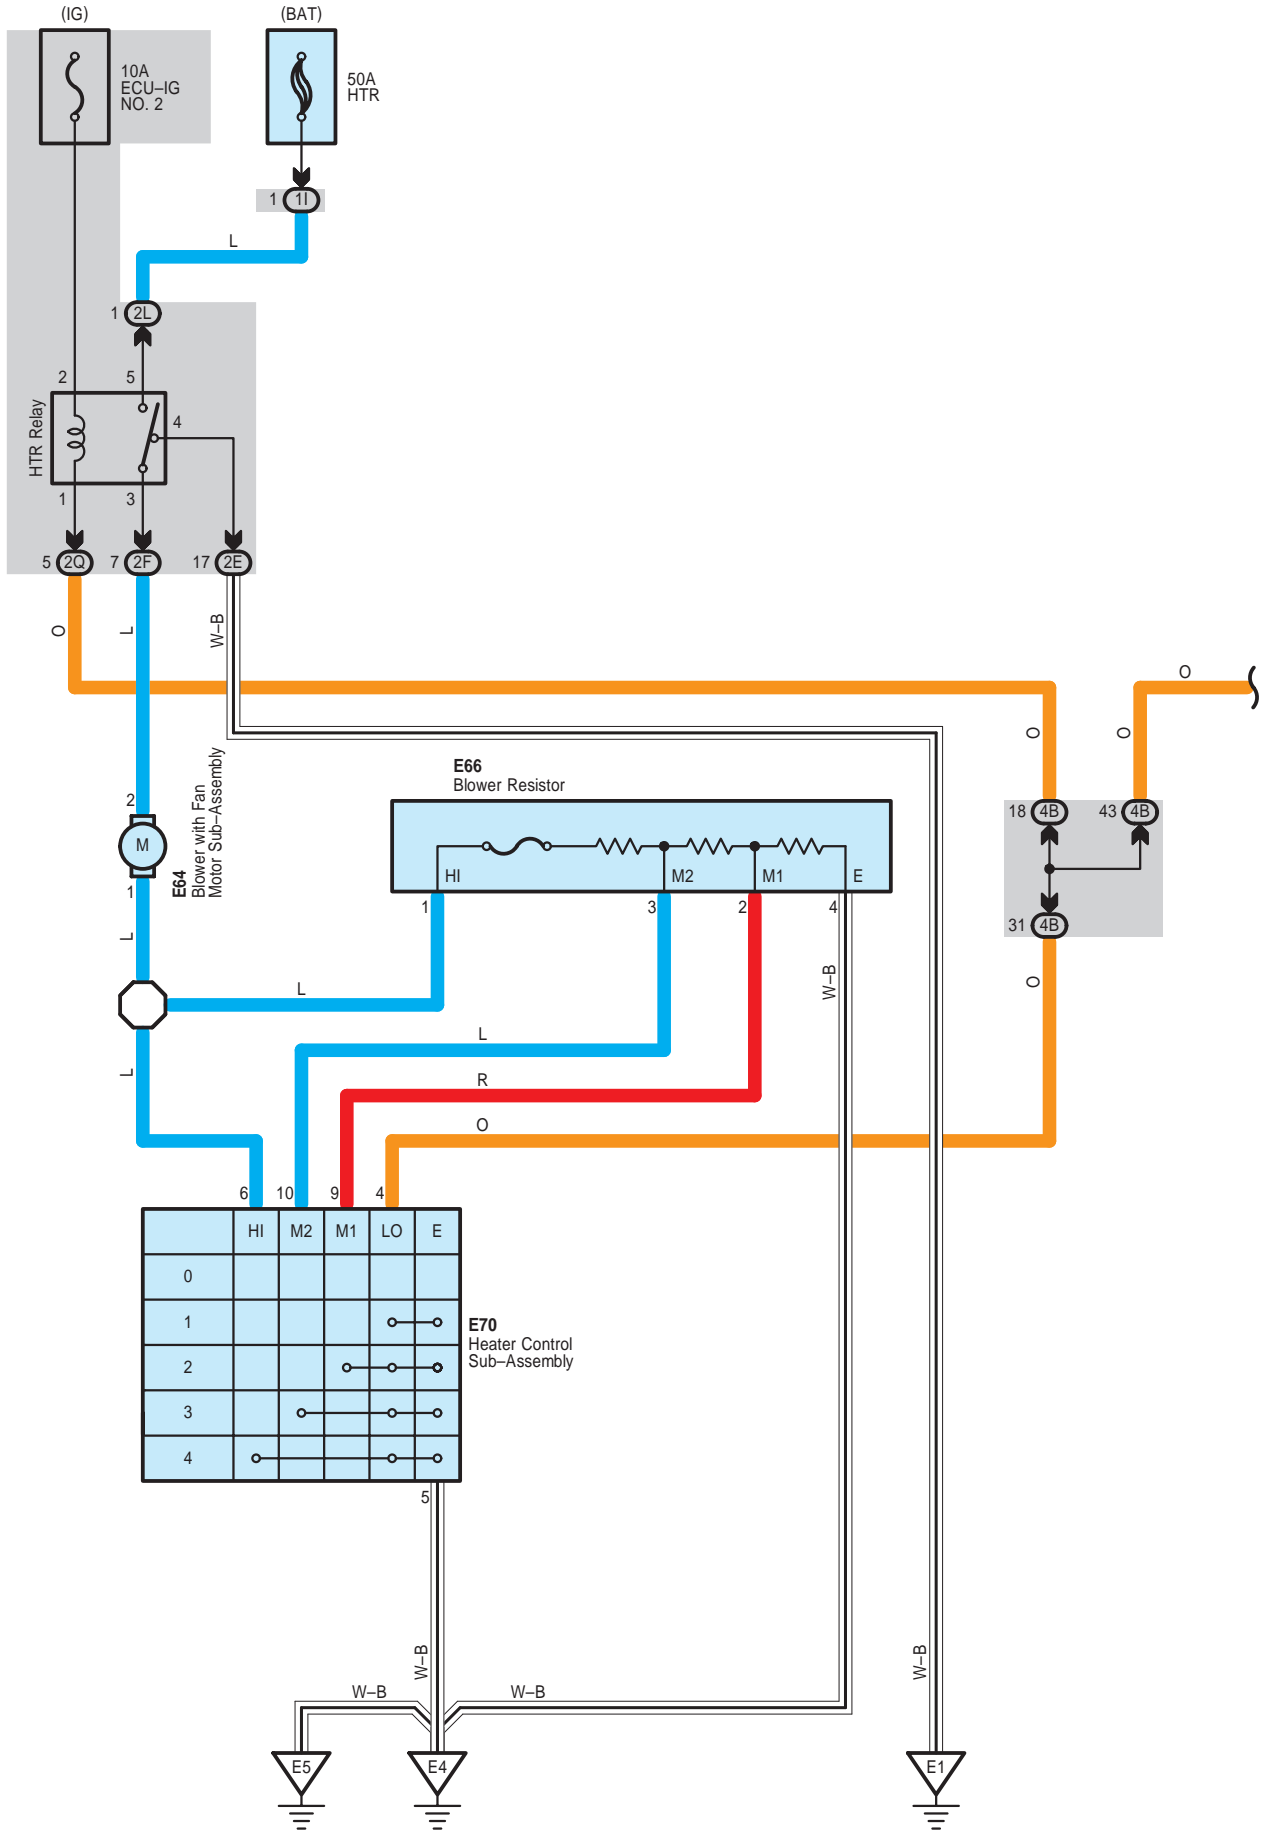 (IG)
(BAT)
10A
ECU–IG
NO. 2
50A
HTR
1 1I
L
1 2L
2 5
HTR Relay
4
1 3
5 2Q 7 2F 17 2E
O
L
W–B
O
O
O
E66
Blower Resistor
2
M
1
E64
Blower with Fan
Motor Sub–Assembly
18 4B 43 4B
HI M2 M1 E
1 3 2 4
31 4B
L
W–B
O
L
L
L
R
O
6 10 9 4
HI M2 M1 LO E
0
1
2
3
4
E70
Heater Control
Sub–Assembly
5
W–B
W–B
W–B
W–B
E5 E4 E1